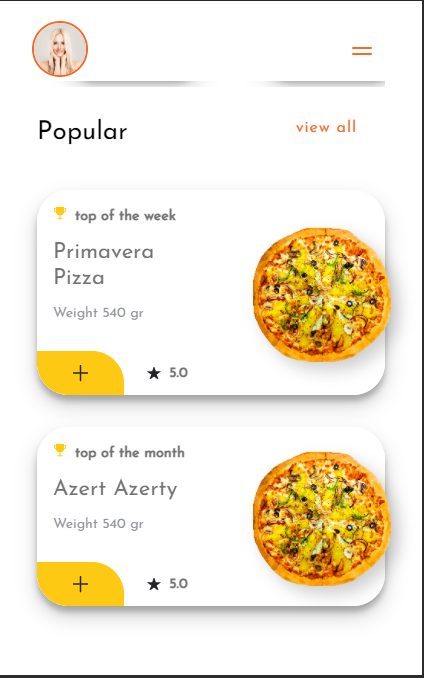 Popular
view all
top of the week
Primavera
Pizza
Weight 540 gr
5.0
top of the month
Azert Azerty
Weight 540 gr
5.0